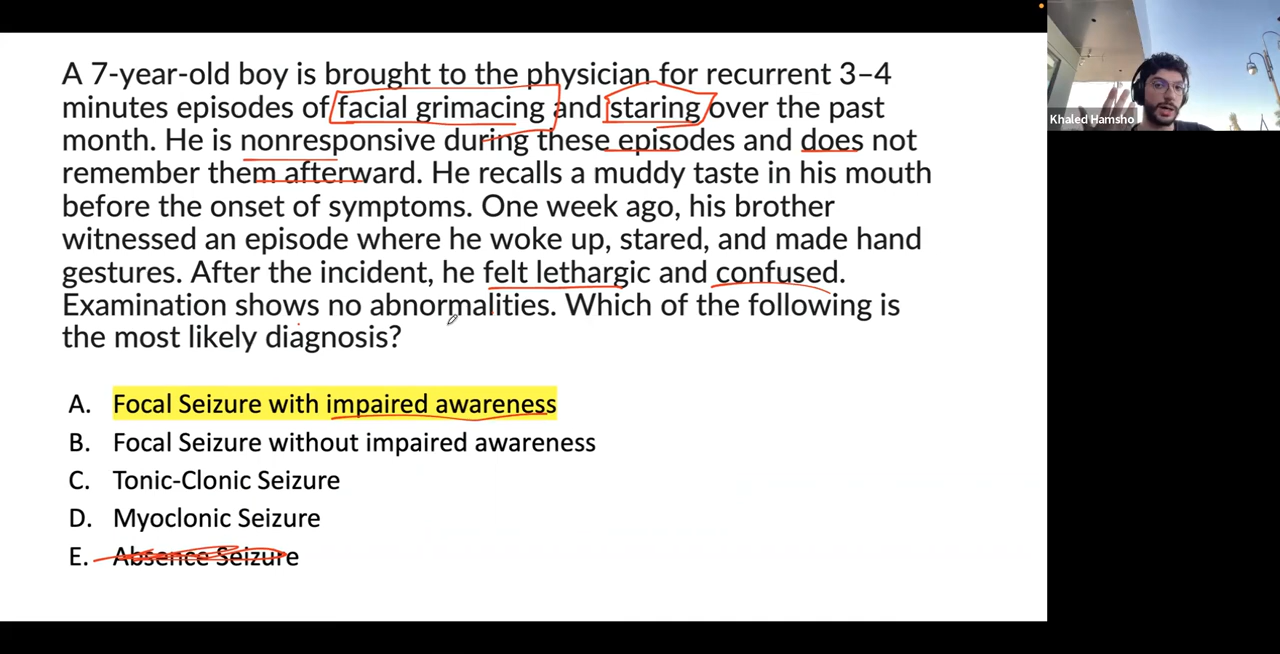 A 7-year-old boy is brought to the physician for recurrent 3–4
minutes episodes of facial grimacing and staring over the past
month. He is nonresponsive during these episodes and does not
remember them afterward. He recalls a muddy taste in his mouth
before the onset of symptoms. One week ago, his brother
witnessed an episode where he woke up, stared, and made hand
gestures. After the incident, he felt lethargic and confused.
Examination shows no abnormalities. Which of the following is
the most likely diagnosis?
A. Focal Seizure with impaired awareness
B. Focal Seizure without impaired awareness
C. Tonic-Clonic Seizure
D. Myoclonic Seizure
E. Absence Seizure
Khaled Hamsho